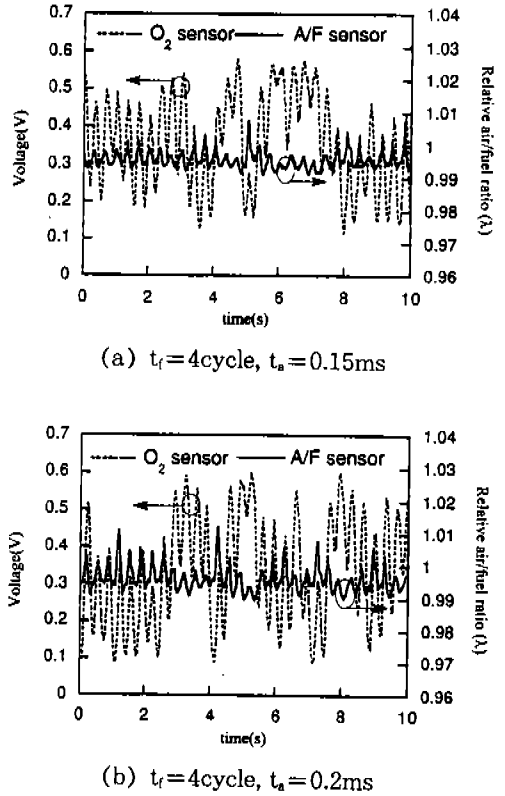 0.7
0.6
0.5
0.4
0.3
0.2
0.1
0
Voltage(V)
O₂ sensor
A/F sensor
1.04
1.03
1.02
1.01
1
0.99
0.98
0.97
0.96
Relative air/fuel ratio (λ)
0 2 4 6 8 10
time(s)
(a) tf=4cycle, ta=0.15ms
0.7
0.6
0.5
0.4
0.3
0.2
0.1
0
Voltage(V)
O₂ sensor
A/F sensor
1.04
1.03
1.02
1.01
1
0.99
0.98
0.97
0.96
Relative air/fuel ratio (λ)
0 2 4 6 8 10
time(s)
(b) tf=4cycle, ta=0.2ms